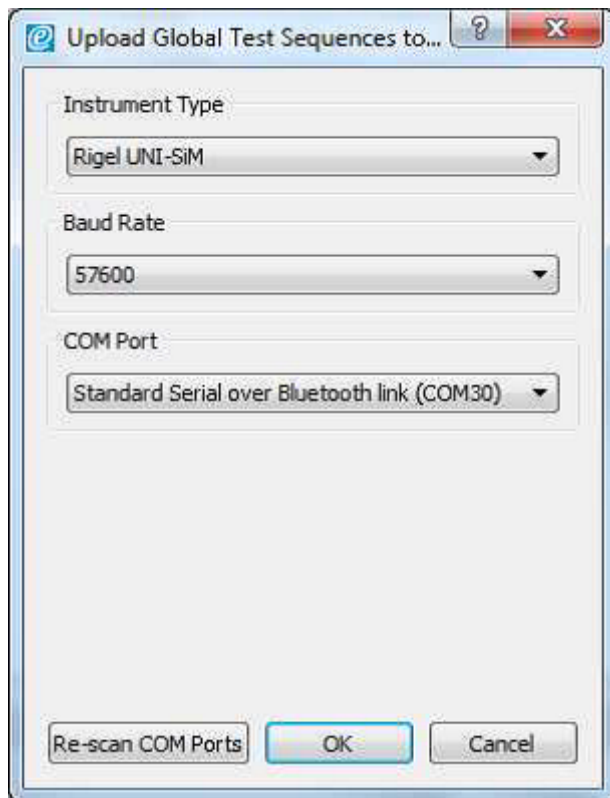 Upload Global Test Sequences to...
Instrument Type
Rigel UNI-SiM
Baud Rate
57600
COM Port
Standard Serial over Bluetooth link (COM30)
Re-scan COM Ports OK Cancel